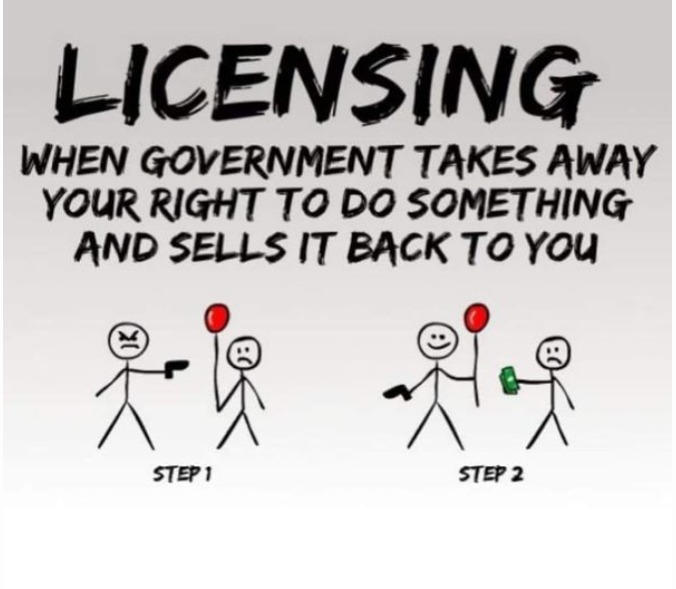 LICENSING
WHEN GOVERNMENT TAKES AWAY
YOUR RIGHT TO DO SOMETHING
AND SELLS IT BACK TO YOU
STEP 1
STEP 2